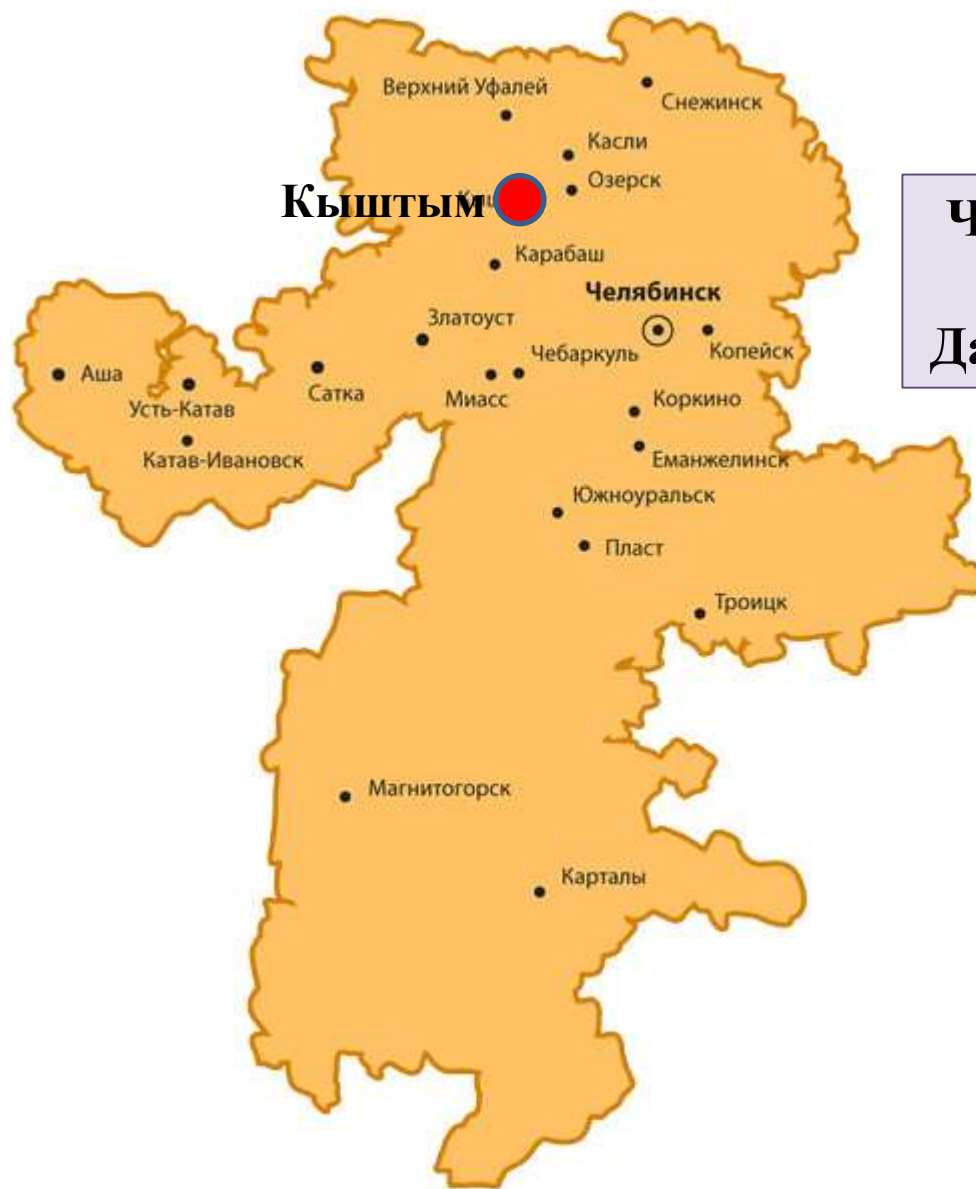 Верхний Уфалей
Снежинск
Касли
Озерск
Кыштым
Карабаш
Челябинск
Златоуст
Чебаркуль
Копейск
Аша
Сатка
Миасс
Усть-Катав
Коркино
Катав-Ивановск
Еманжелинск
Южноуральск
Пласт
Троицк
Магнитогорск
Карталы